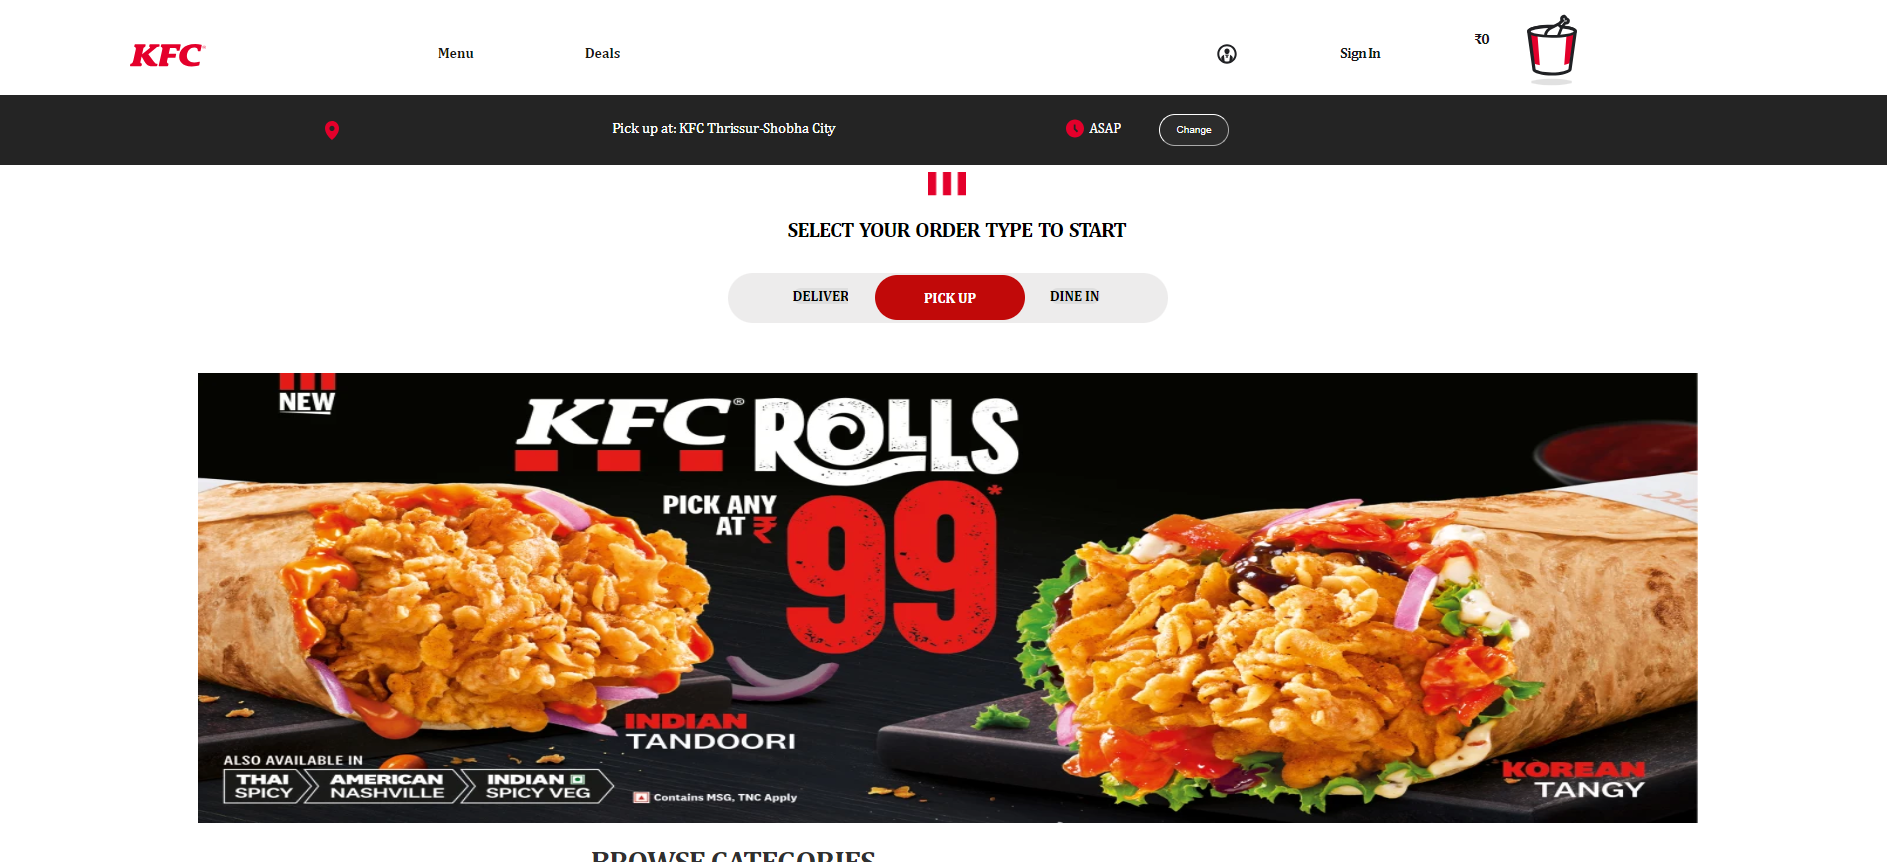 KFC
Menu
Deals
Sign In
₹0
Pick up at: KFC Thrissur-Shobha City
ASAP
Change
SELECT YOUR ORDER TYPE TO START
DELIVER
PICK UP
DINE IN
NEW
KFC® ROLLS
PICK ANY
AT ₹ 99*
INDIAN
TANDOORI
ALSO AVAILABLE IN
THAI
SPICY
AMERICAN
NASHVILLE
INDIAN
SPICY VEG
Contains MSG, TNC Apply
KOREAN
TANGY
BROWSE CATEGORIES